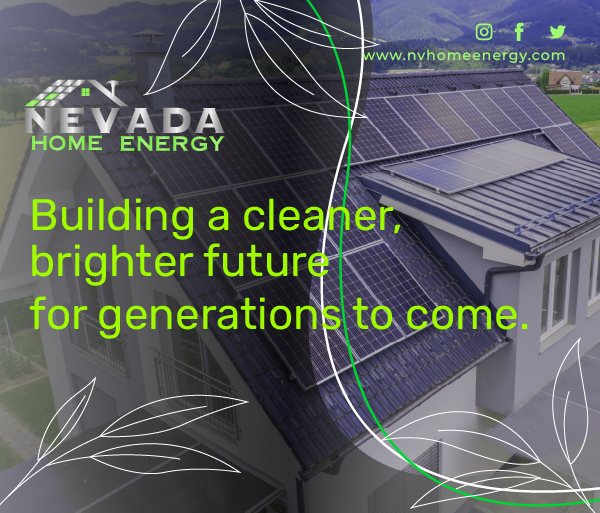 www.nvhomeenergy.com
NEVADA
HOME ENERGY
Building a cleaner,
brighter future
for generations to come.